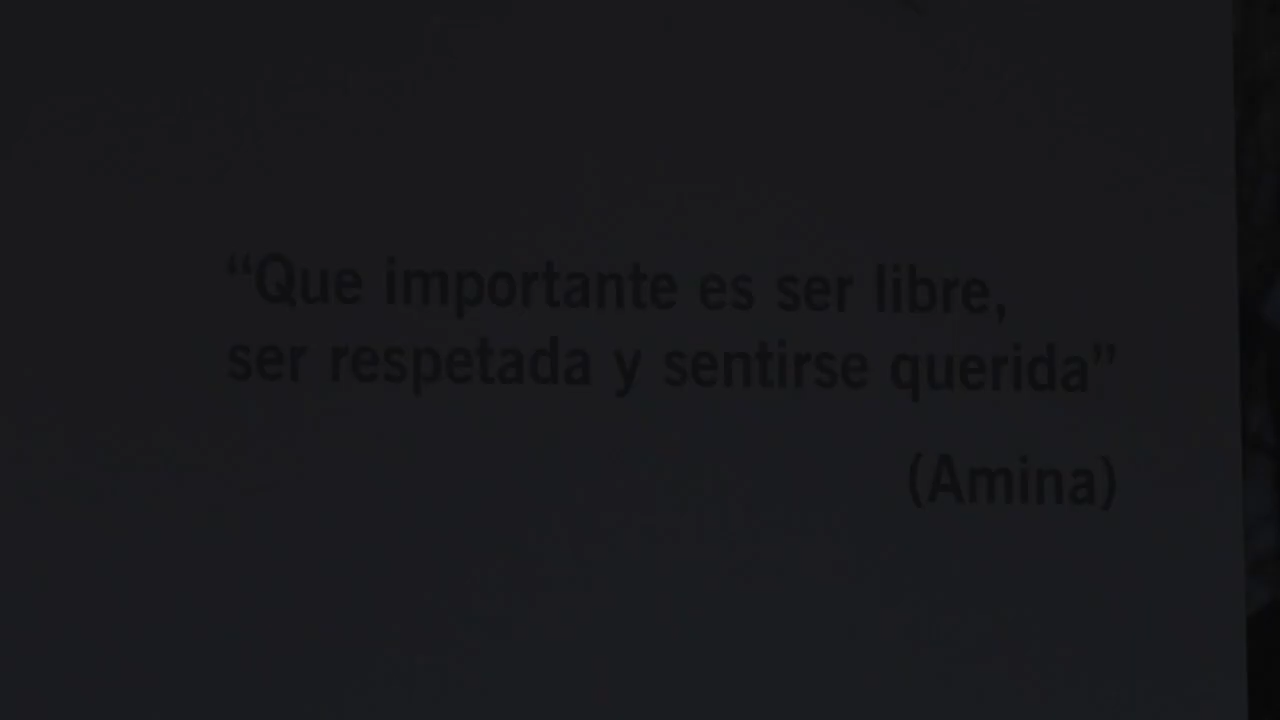 “Que importante es ser libre,
ser respetada y sentirse querida”
(Amina)